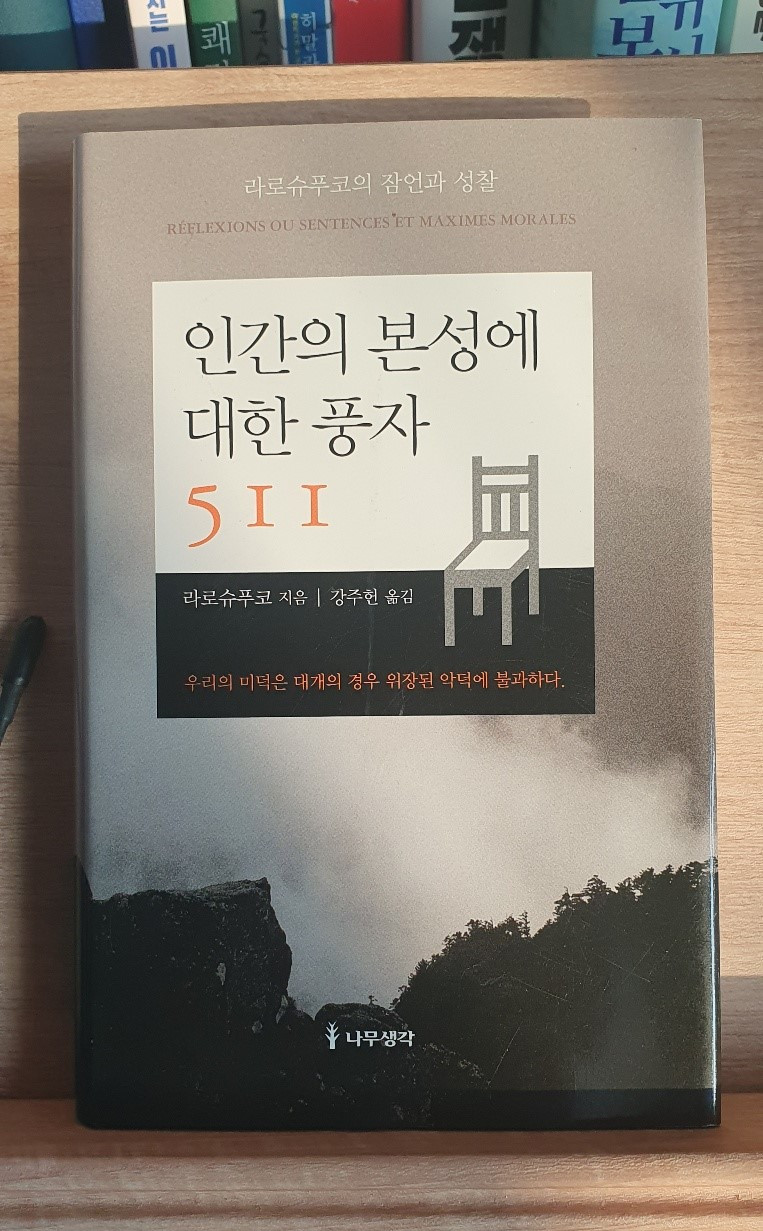 히말라
라로슈푸코의 잠언과 성찰
RÉFLEXIONS OU SENTENCES ET MAXIMES MORALES
인간의 본성에
대한 풍자
511
라로슈푸코 지음 | 강주헌 옮김
우리의 미덕은 대개의 경우 위장된 악덕에 불과하다.
나무생각